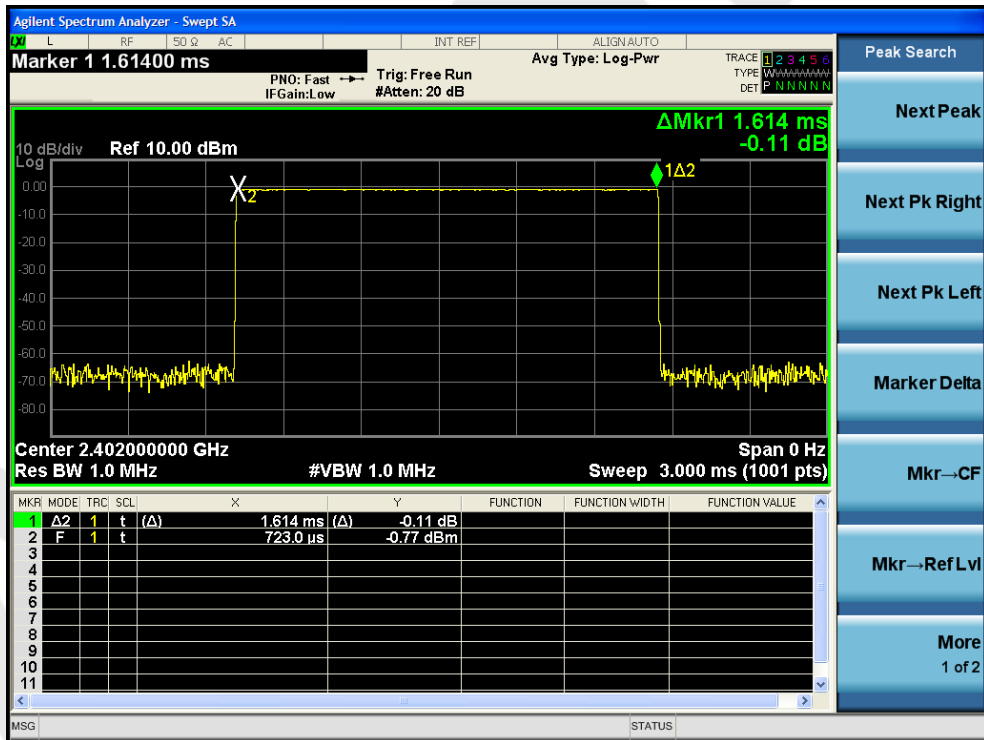 Agilent Spectrum Analyzer - Swept SA
LXI L RF 50 Ω AC INT REF ALIGN AUTO
Marker 1 1.61400 ms
PNO: Fast
IFGain:Low
Trig: Free Run
#Atten: 20 dB
Avg Type: Log-Pwr
TRACE 1 2 3 4 5 6
TYPE WWWWWW
DET P N N N N N
ΔMkr1 1.614 ms
-0.11 dB
10 dB/div Ref 10.00 dBm
Log
0.00
-10.0
-20.0
-30.0
-40.0
-50.0
-60.0
-70.0
-80.0
X2
1Δ2
Center 2.402000000 GHz Span 0 Hz
Res BW 1.0 MHz #VBW 1.0 MHz Sweep 3.000 ms (1001 pts)
MKR MODE TRC SCL X Y FUNCTION FUNCTION WIDTH FUNCTION VALUE
1 Δ2 1 t (Δ) 1.614 ms (Δ) -0.11 dB
2 F 1 t 723.0 µs -0.77 dBm
3
4
5
6
7
8
9
10
11
MSG STATUS
Peak Search
Next Peak
Next Pk Right
Next Pk Left
Marker Delta
Mkr→CF
Mkr→Ref Lvl
More
1 of 2